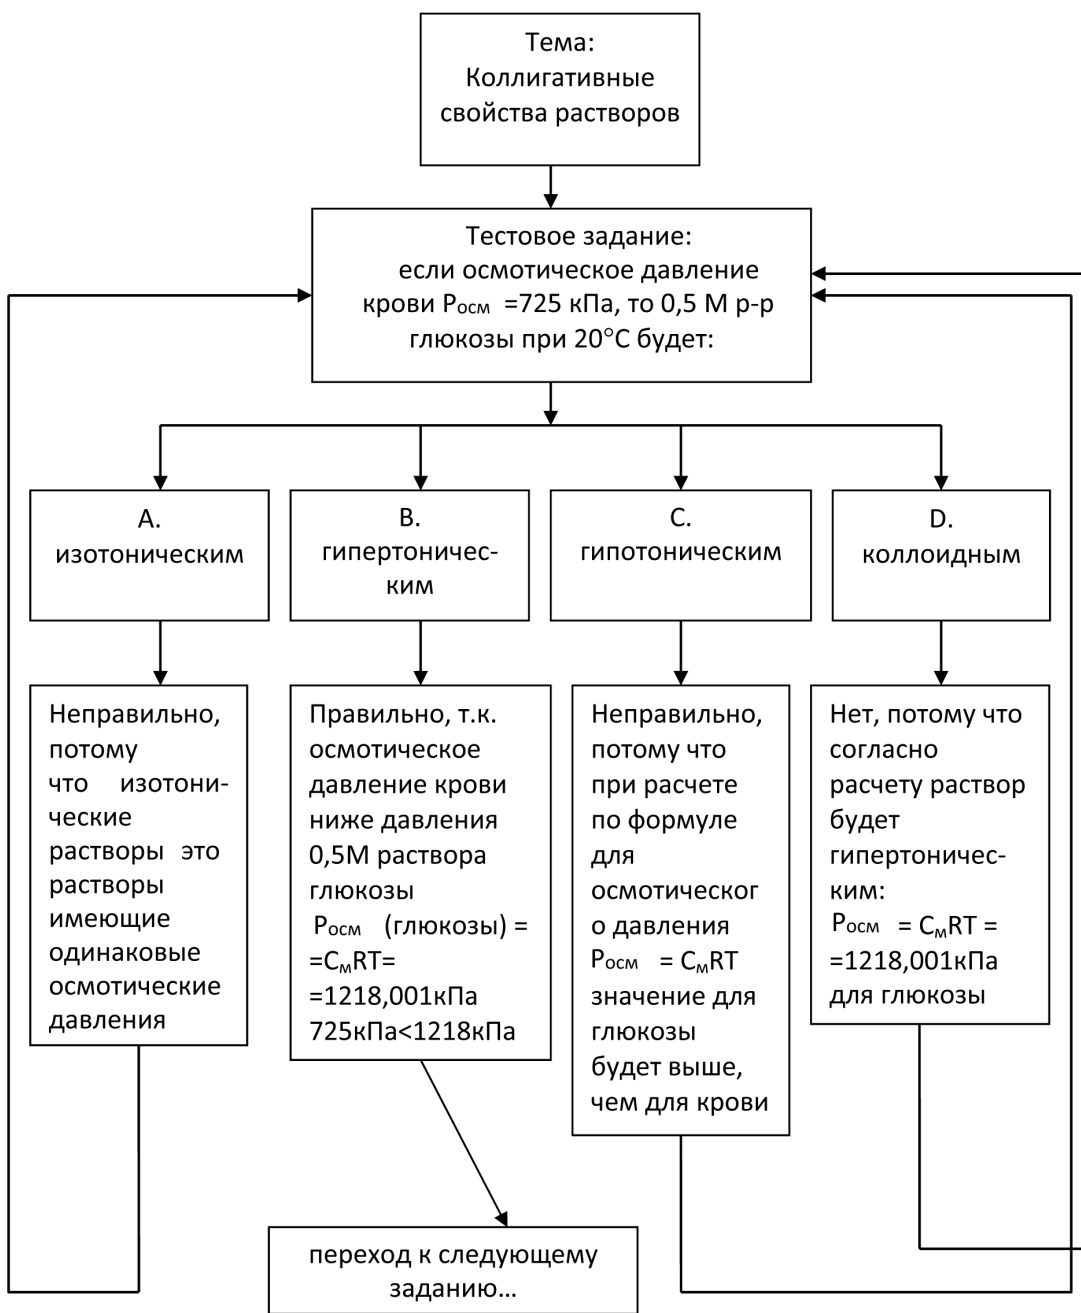 Тема:
Коллигативные
свойства растворов
Тестовое задание:
если осмотическое давление
крови Pосм =725 кПа, то 0,5 М р-р
глюкозы при 20°С будет:
А.
изотоническим
В.
гипертоничес-
ким
С.
гипотоническим
D.
коллоидным
Неправильно,
потому
что изотони-
ческие
растворы это
растворы
имеющие
одинаковые
осмотические
давления
Правильно, т.к.
осмотическое
давление крови
ниже давления
0,5М раствора
глюкозы
Pосм (глюкозы) =
=CмRT=
=1218,001кПа
725кПа<1218кПа
Неправильно,
потому что
при расчете
по формуле
для
осмотическог
о давления
Pосм = CмRT
значение для
глюкозы
будет выше,
чем для крови
Нет, потому что
согласно
расчету раствор
будет
гипертоничес-
ким:
Pосм = CмRT =
=1218,001кПа
для глюкозы
переход к следующему
заданию…